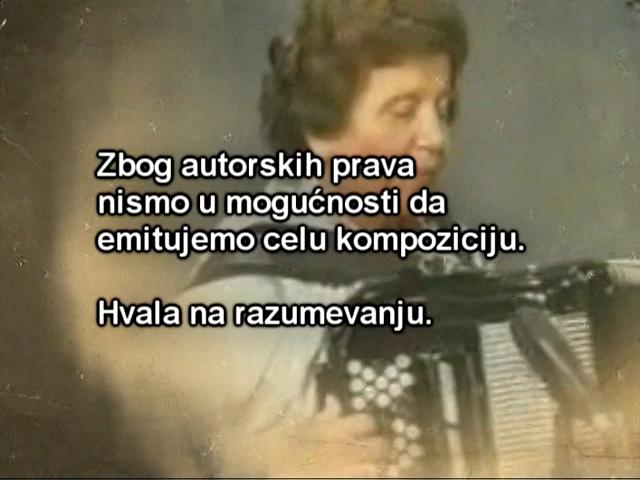 Zbog autorskih prava
nismo u mogućnosti da
emitujemo celu kompoziciju.
Hvala na razumevanju.